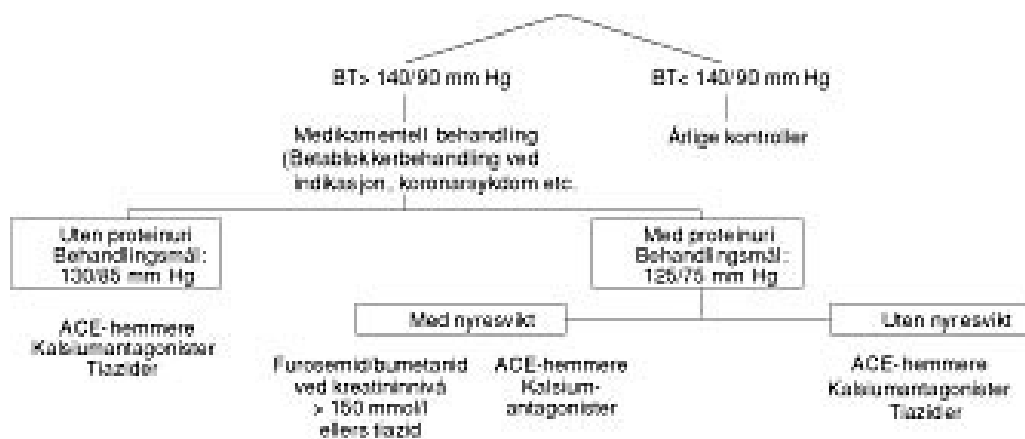 BT> 140/90 mm Hg
BT< 140/90 mm Hg
Medikamentell behandling
(Betablokkerbehandling ved
indikasjon, koronarsykdom etc.
Årlige kontroller
Uten proteinuri
Behandlingsmål:
130/85 mm Hg
Med proteinuri
Behandlingsmål:
125/75 mm Hg
Med nyresvikt
Uten nyresvikt
ACE-hemmere
Kalsiumantagonister
Tiazider
Furosemid/bumetanid
ved kreatininnivå
> 150 mmol/l
ellers tiazid
ACE-hemmere
Kalsium-
antagonister
ACE-hemmere
Kalsiumantagonister
Tiazider